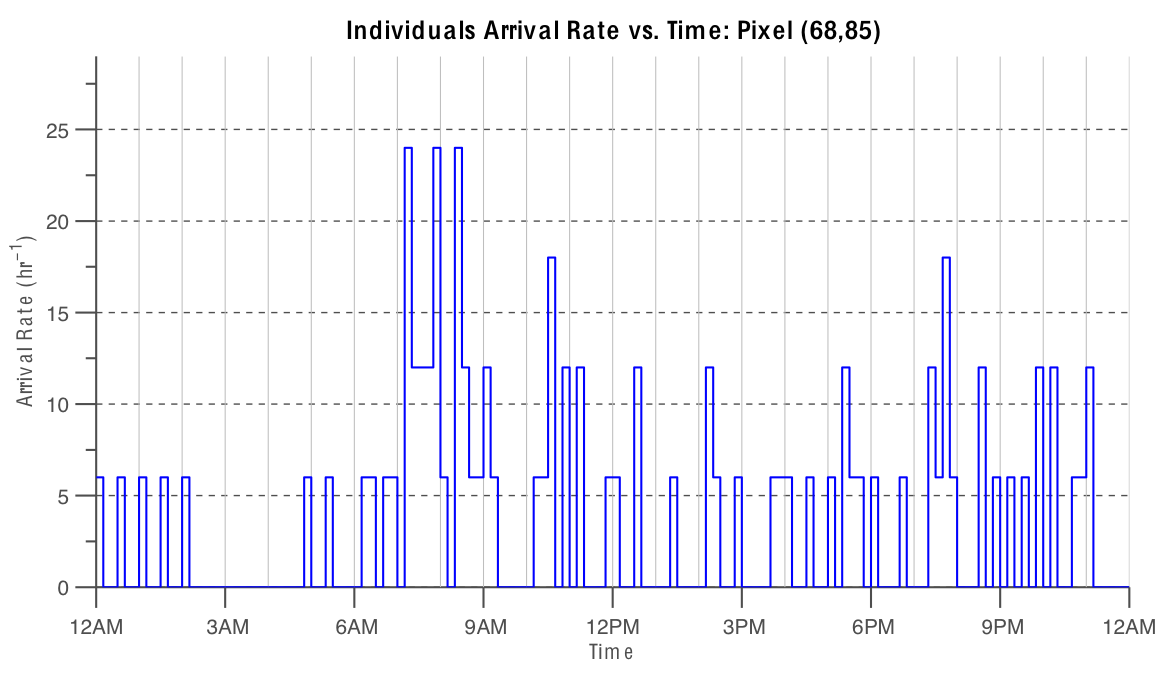 Individuals Arrival Rate vs. Time: Pixel (68,85)
Arrival Rate (hr⁻¹)
25
20
15
10
5
0
12AM 3AM 6AM 9AM 12PM 3PM 6PM 9PM 12AM
Time